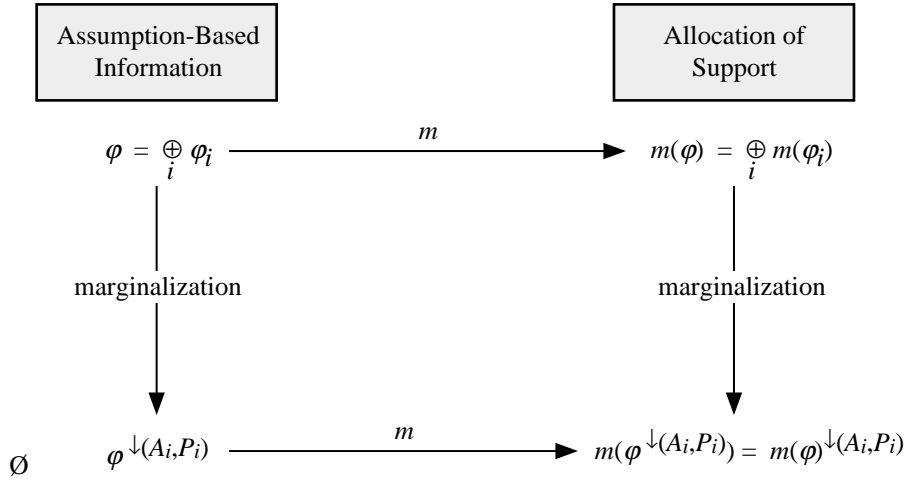 Assumption-Based
Information
Allocation of
Support
φ = ⊕ φi
i
m
m(φ) = ⊕ m(φi)
i
marginalization
marginalization
Ø
φ↓(Ai,Pi)
m
m(φ↓(Ai,Pi)) = m(φ)↓(Ai,Pi)